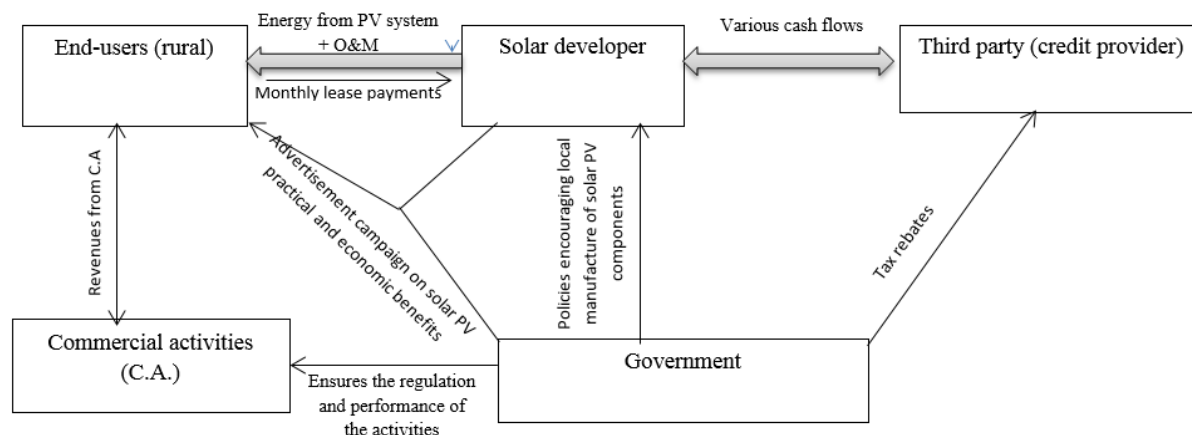 Energy from PV system
+ O&M
End-users (rural)
Solar developer
Various cash flows
Third party (credit provider)
Monthly lease payments
Revenues from C.A
Advertisement campaign on solar PV
practical and economic benefits
Policies encouraging local
manufacture of solar PV
components
Tax rebates
Commercial activities
(C.A.)
Government
Ensures the regulation
and performance of
the activities